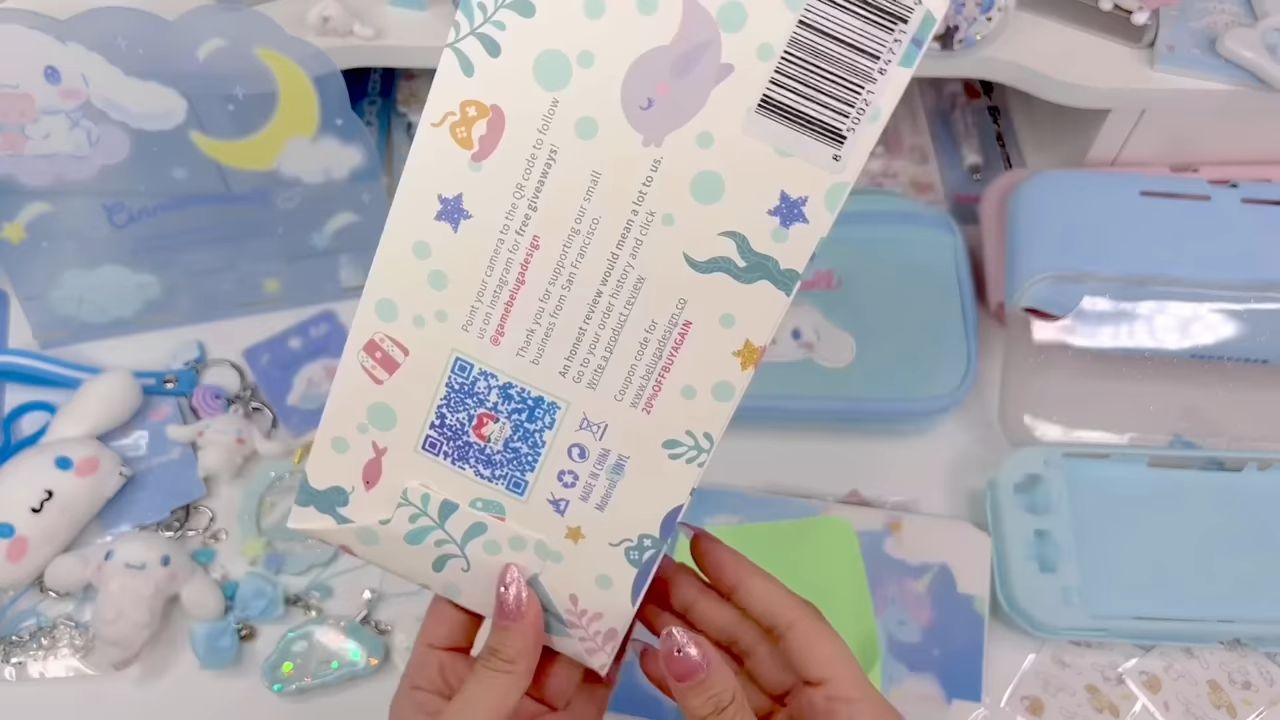 Point your camera to the QR code to follow
us on Instagram for free giveaways!
@gamebelugadesign
Thank you for supporting our small
business from San Francisco.
An honest review would mean a lot to us.
Go to your order history and click
Write a product review
Coupon code for
www.belugadesign.co
20%OFFBUYAGAIN
BELUGA
MADE IN CHINA
Material: VINYL